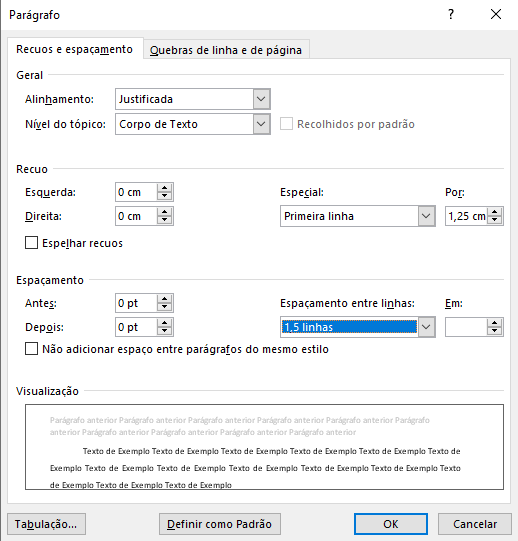 Parágrafo ? ×
Recuos e espaçamento Quebras de linha e de página
Geral
Alinhamento: Justificada
Nível do tópico: Corpo de Texto Recolhidos por padrão
Recuo
Esquerda: 0 cm Especial: Por:
Direita: 0 cm Primeira linha 1,25 cm
Espelhar recuos
Espaçamento
Antes: 0 pt Espaçamento entre linhas: Em:
Depois: 0 pt 1,5 linhas
Não adicionar espaço entre parágrafos do mesmo estilo
Visualização
Parágrafo anterior Parágrafo anterior Parágrafo anterior Parágrafo anterior Parágrafo anterior Parágrafo
anterior Parágrafo anterior Parágrafo anterior Parágrafo anterior Parágrafo anterior
Texto de Exemplo Texto de Exemplo Texto de Exemplo Texto de Exemplo Texto de Exemplo Texto de
Exemplo Texto de Exemplo Texto de Exemplo Texto de Exemplo Texto de Exemplo Texto de Exemplo Texto
de Exemplo Texto de Exemplo Texto de Exemplo
Tabulação... Definir como Padrão OK Cancelar